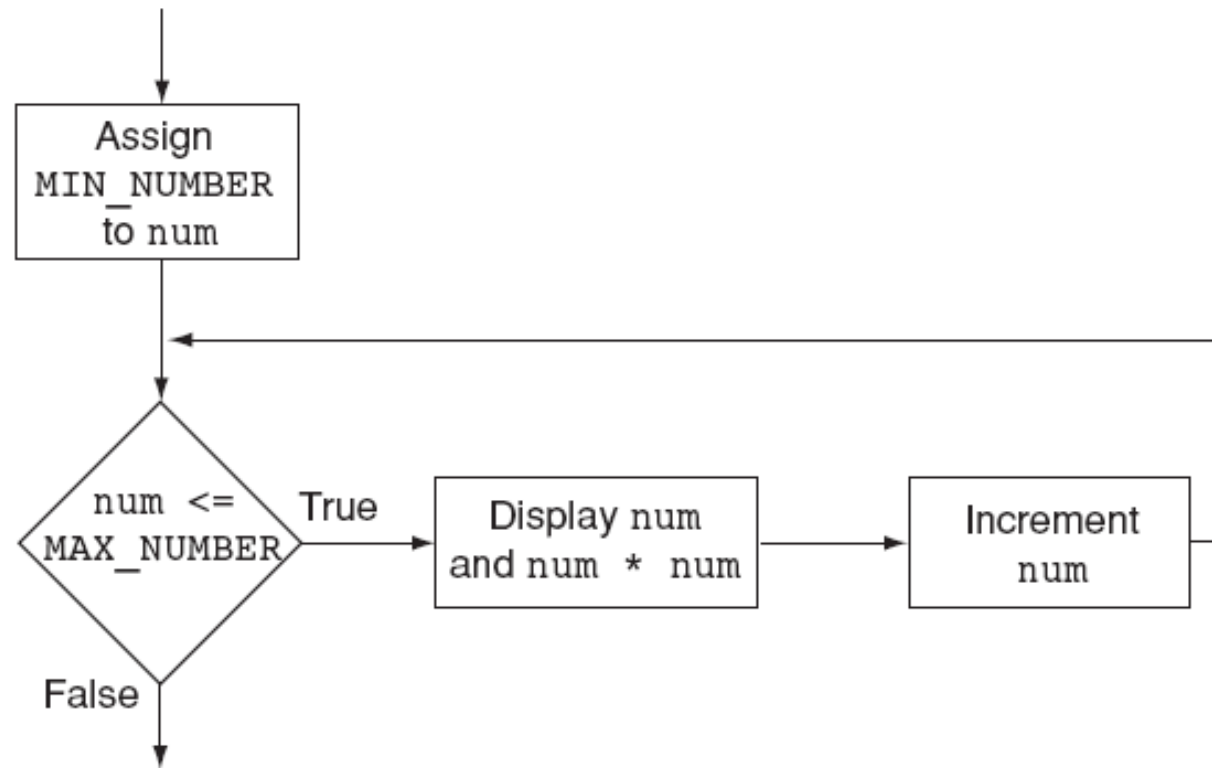 Assign
MIN_NUMBER
to num
num <=
MAX_NUMBER
True
Display num
and num * num
Increment
num
False